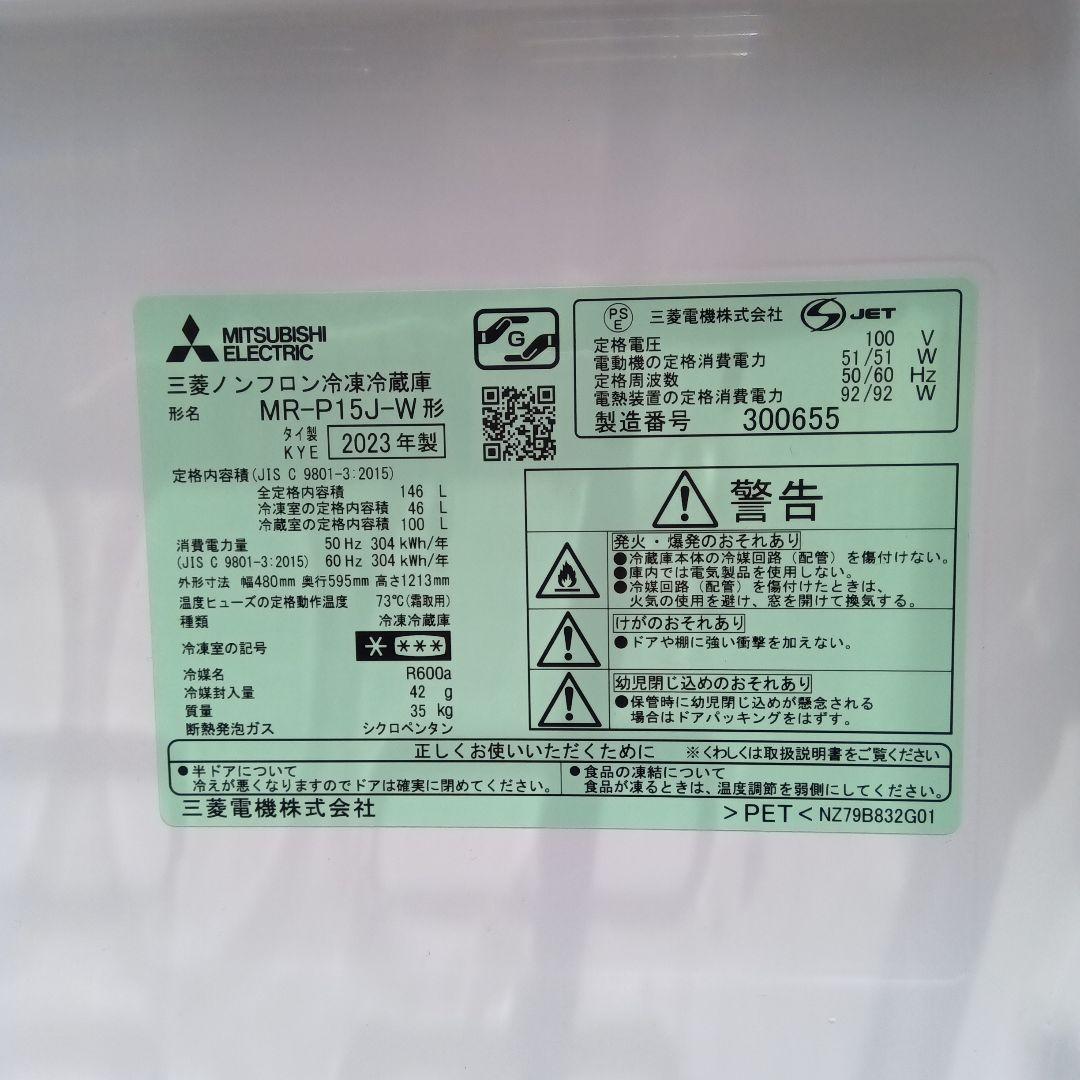 MITSUBISHI
ELECTRIC
三菱ノンフロン冷凍冷蔵庫
形名 MR-P15J-W形
タイ製
KYE 2023年製
G
定格内容積(JIS C 9801-3:2015)
全定格内容積 146 L
冷凍室の定格内容積 46 L
冷蔵室の定格内容積 100 L
消費電力量 50 Hz 304 kWh/年
(JIS C 9801-3:2015) 60 Hz 304 kWh/年
外形寸法 幅480mm 奥行595mm 高さ1213mm
温度ヒューズの定格動作温度 73℃(霜取用)
種類 冷凍冷蔵庫
冷凍室の記号 * ***
冷媒名 R600a
冷媒封入量 42 g
質量 35 kg
断熱発泡ガス シクロペンタン
PS
E 三菱電機株式会社 S JET
定格電圧 100 V
電動機の定格消費電力 51/51 W
定格周波数 50/60 Hz
電熱装置の定格消費電力 92/92 W
製造番号 300655
警告
発火・爆発のおそれあり
●冷蔵庫本体の冷媒回路(配管)を傷付けない。
●庫内では電気製品を使用しない。
●冷媒回路(配管)を傷付けたときは、
火気の使用を避け、窓を開けて換気する。
けがのおそれあり
●ドアや棚に強い衝撃を加えない。
幼児閉じ込めのおそれあり
●保管時に幼児閉じ込めが懸念される
場合はドアパッキングをはずす。
正しくお使いいただくために ※くわしくは取扱説明書をご覧ください
●半ドアについて
冷えが悪くなりますのでドアは確実に閉めてください。
●食品の凍結について
食品が凍るときは、温度調節を弱側にしてください。
三菱電機株式会社 >PET< NZ79B832G01